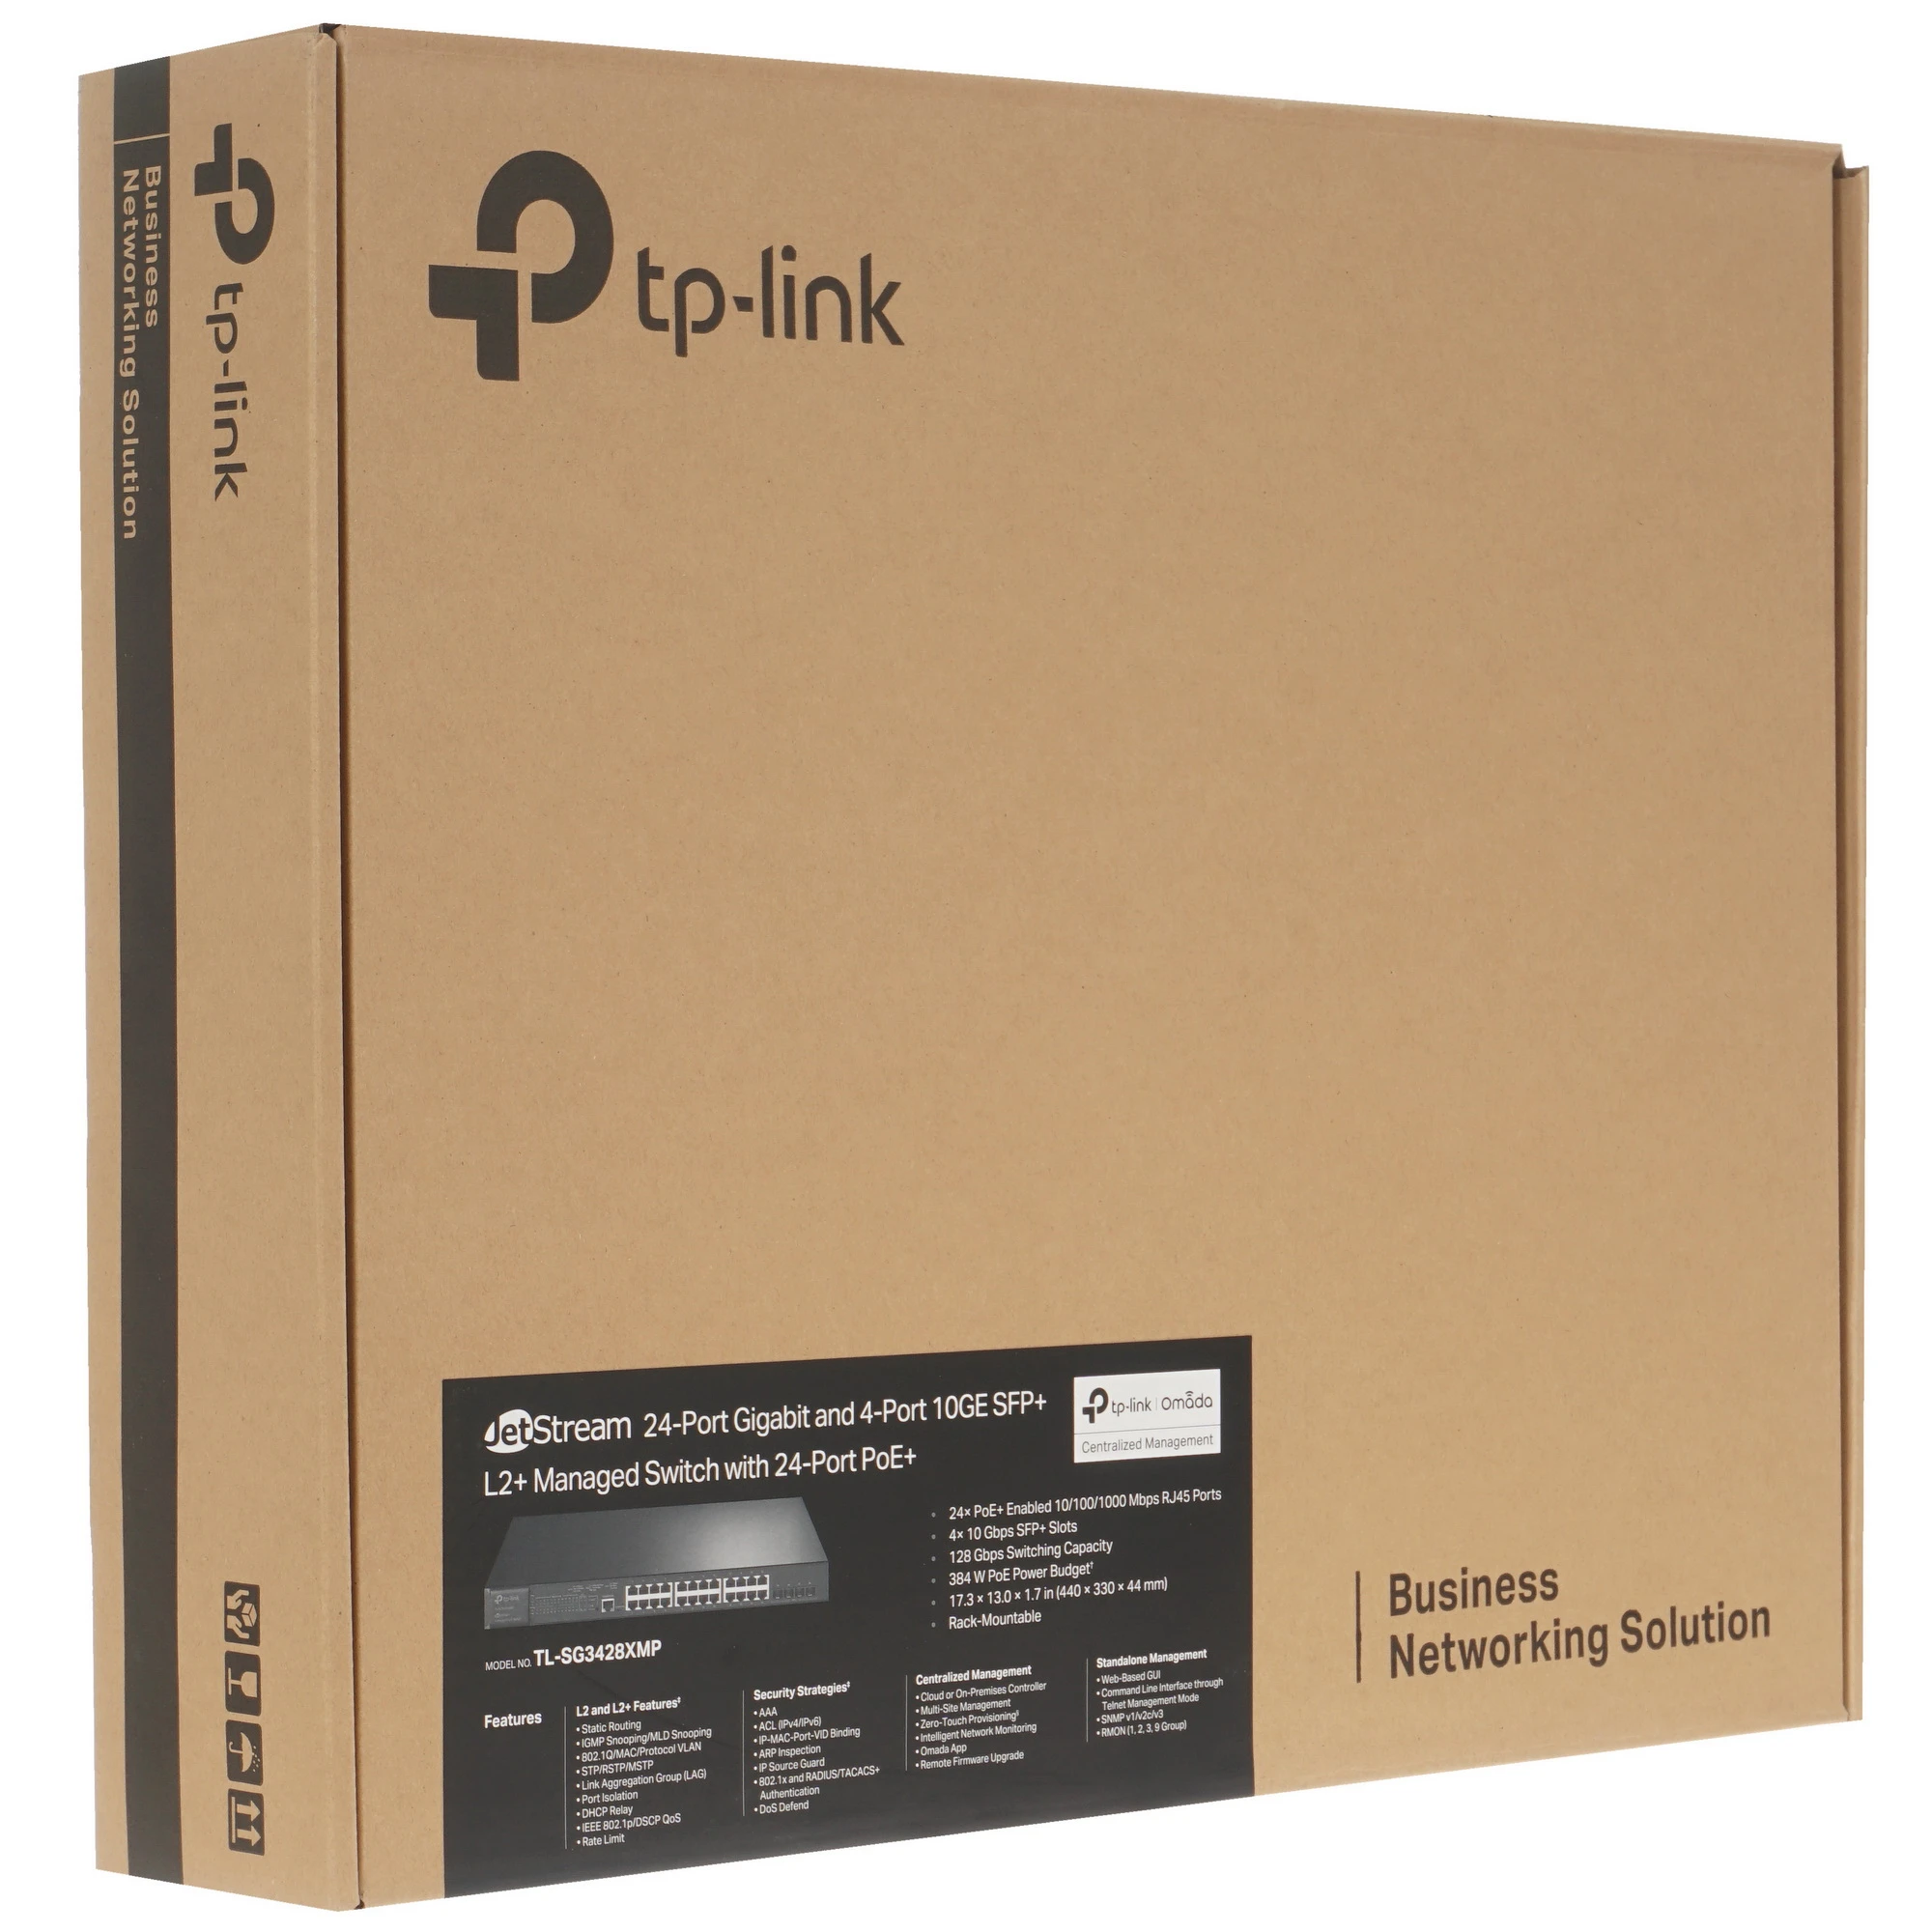 Business
Networking Solution
tp-link
tp-link
JetStream 24-Port Gigabit and 4-Port 10GE SFP+
L2+ Managed Switch with 24-Port PoE+
tp-link | Omada
Centralized Management
24× PoE+ Enabled 10/100/1000 Mbps RJ45 Ports
4× 10 Gbps SFP+ Slots
128 Gbps Switching Capacity
384 W PoE Power Budget†
17.3 × 13.0 × 1.7 in (440 × 330 × 44 mm)
Rack-Mountable
tp-link
MODEL NO. TL-SG3428XMP
Features
L2 and L2+ Features‡
• Static Routing
• IGMP Snooping/MLD Snooping
• 802.1Q/MAC/Protocol VLAN
• STP/RSTP/MSTP
• Link Aggregation Group (LAG)
• Port Isolation
• DHCP Relay
• IEEE 802.1p/DSCP QoS
• Rate Limit
Security Strategies‡
• AAA
• ACL (IPv4/IPv6)
• IP-MAC-Port-VID Binding
• ARP Inspection
• IP Source Guard
• 802.1x and RADIUS/TACACS+
Authentication
• DoS Defend
Centralized Management
• Cloud or On-Premises Controller
• Multi-Site Management
• Zero-Touch Provisioning§
• Intelligent Network Monitoring
• Omada App
• Remote Firmware Upgrade
Standalone Management
• Web-Based GUI
• Command Line Interface through
Telnet Management Mode
• SNMP v1/v2c/v3
• RMON (1, 2, 3, 9 Group)
Business
Networking Solution